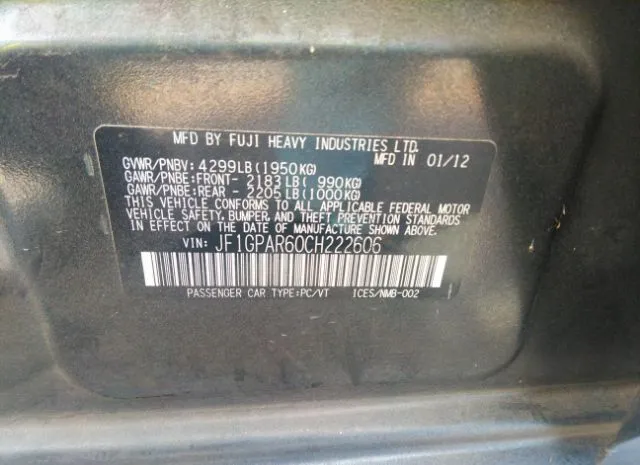 MFD BY FUJI HEAVY INDUSTRIES LTD.
GVWR/PNBV: 4299LB(1950KG) MFD IN 01/12
GAWR/PNBE:FRONT- 2183LB( 990KG)
GAWR/PNBE:REAR - 2205LB(1000KG)
THIS VEHICLE CONFORMS TO ALL APPLICABLE FEDERAL MOTOR
VEHICLE SAFETY, BUMPER, AND THEFT PREVENTION STANDARDS
IN EFFECT ON THE DATE OF MANUFACTURE SHOWN ABOVE.
VIN: JF1GPAR60CH222606
PASSENGER CAR TYPE:PC/VT ICES/NMB-002